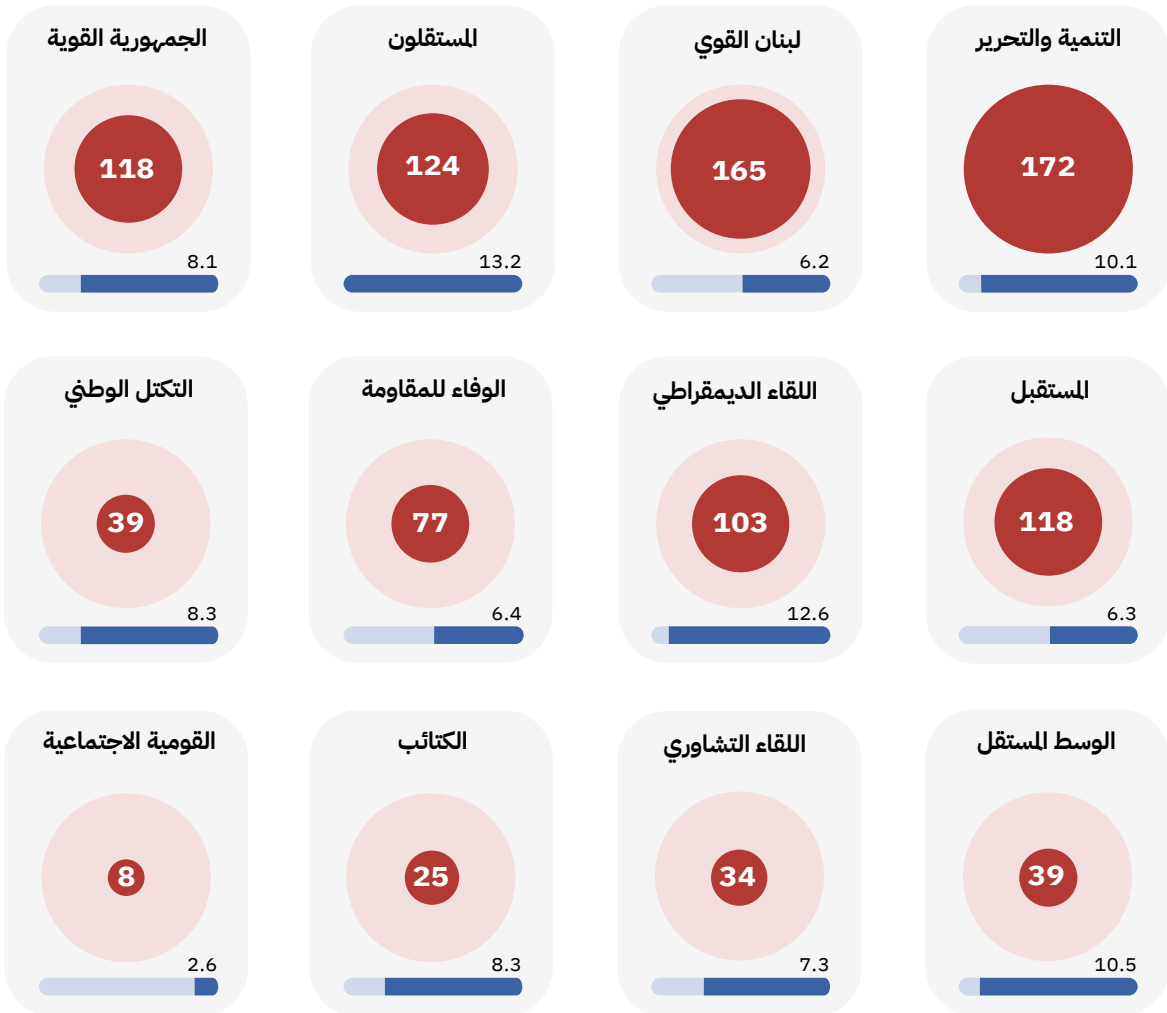 التنمية والتحرير
172
10.1
لبنان القوي
165
6.2
المستقلون
124
13.2
الجمهورية القوية
118
8.1
المستقبل
118
6.3
اللقاء الديمقراطي
103
12.6
الوفاء للمقاومة
77
6.4
التكتل الوطني
39
8.3
الوسط المستقل
39
10.5
اللقاء التشاوري
34
7.3
الكتائب
25
8.3
القومية الاجتماعية
8
2.6